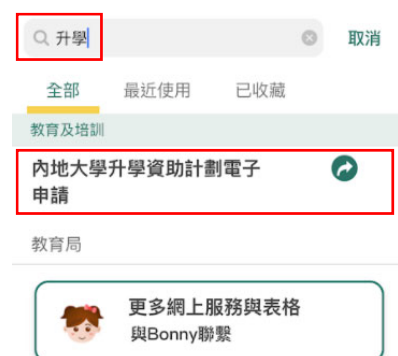 升學
取消
全部
最近使用
已收藏
教育及培訓
內地大學升學資助計劃電子
申請
教育局
更多網上服務與表格
與Bonny聯繫